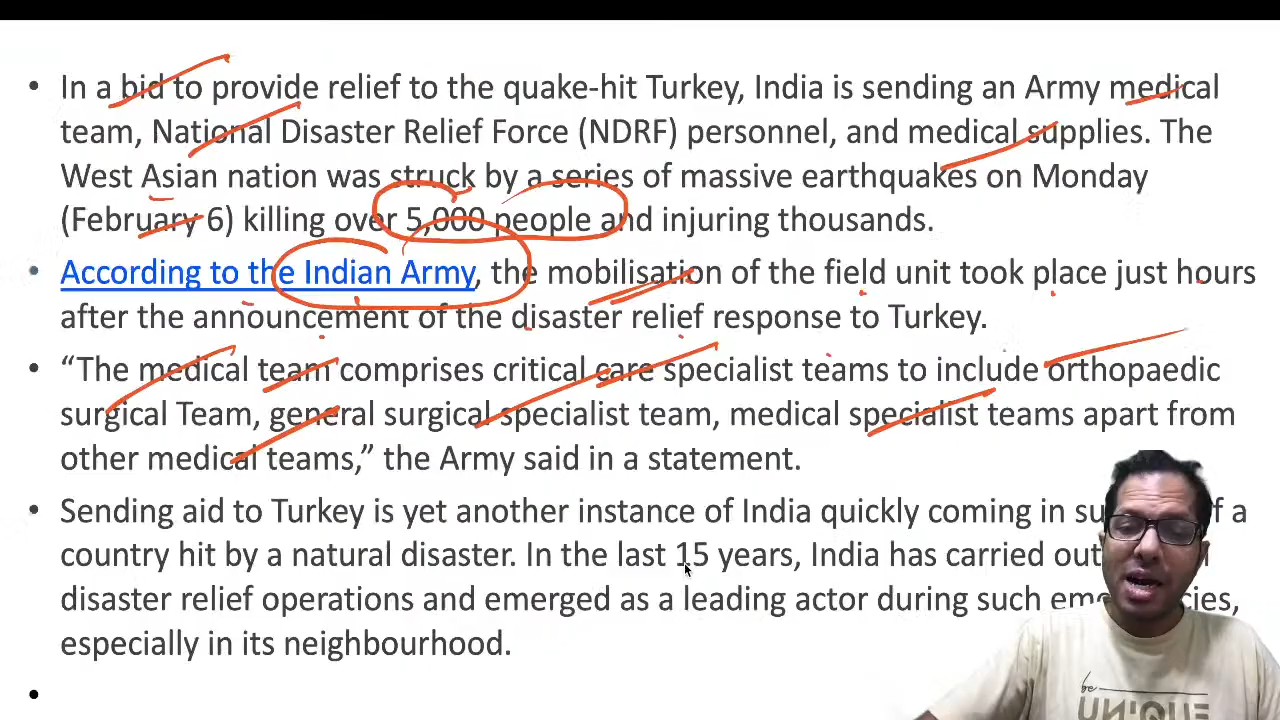 • In a bid to provide relief to the quake-hit Turkey, India is sending an Army medical
team, National Disaster Relief Force (NDRF) personnel, and medical supplies. The
West Asian nation was struck by a series of massive earthquakes on Monday
(February 6) killing over 5,000 people and injuring thousands.
• According to the Indian Army, the mobilisation of the field unit took place just hours
after the announcement of the disaster relief response to Turkey.
• “The medical team comprises critical care specialist teams to include orthopaedic
surgical Team, general surgical specialist team, medical specialist teams apart from
other medical teams,” the Army said in a statement.
• Sending aid to Turkey is yet another instance of India quickly coming in su f a
country hit by a natural disaster. In the last 15 years, India has carried out
disaster relief operations and emerged as a leading actor during such eme cies,
especially in its neighbourhood.
•
be
UNIQUE